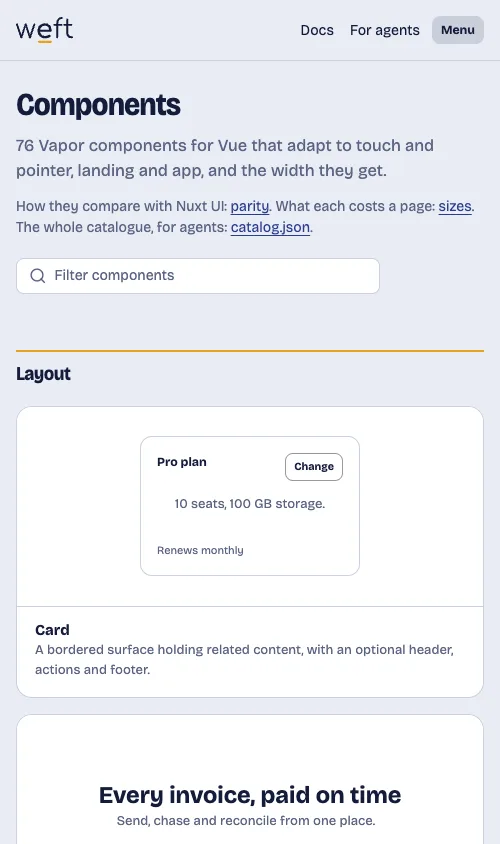 weft
Docs
For agents
Menu
Components
76 Vapor components for Vue that adapt to touch and
pointer, landing and app, and the width they get.
How they compare with Nuxt UI: parity. What each costs a page: sizes.
The whole catalogue, for agents: catalog.json.
Filter components
Layout
Pro plan
Change
10 seats, 100 GB storage.
Renews monthly
Card
A bordered surface holding related content, with an optional header,
actions and footer.
Every invoice, paid on time
Send, chase and reconcile from one place.